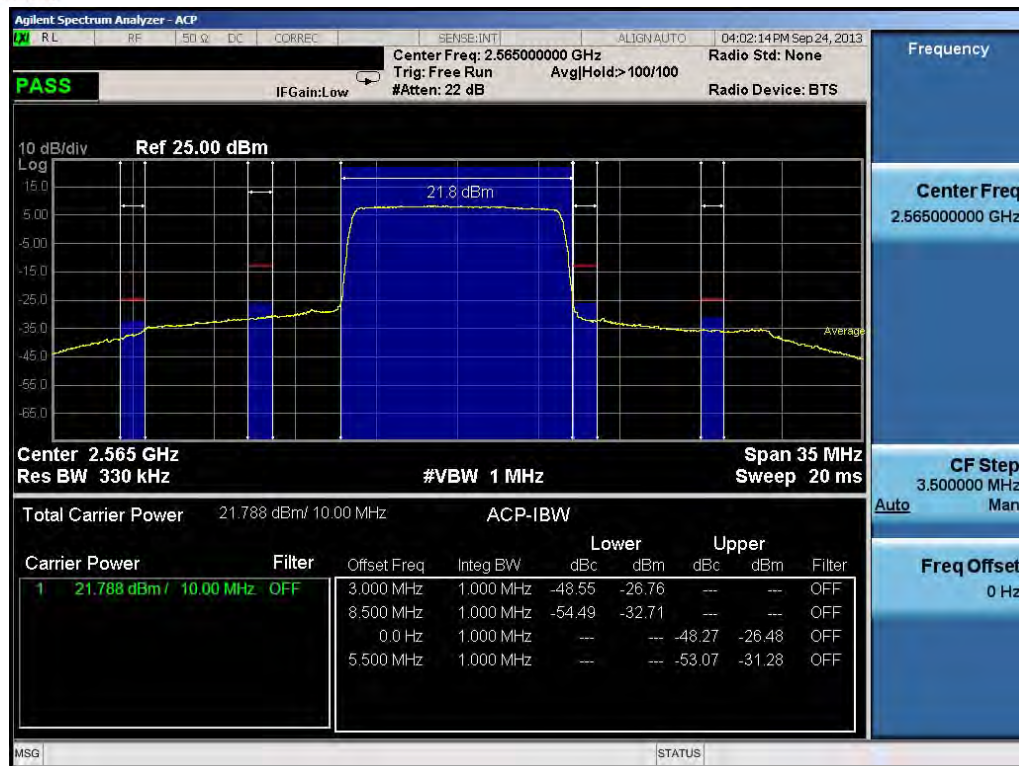 Agilent Spectrum Analyzer - ACP
LXI RL RF 50 Ω DC CORREC SENSE:INT ALIGN AUTO 04:02:14 PM Sep 24, 2013
Center Freq: 2.565000000 GHz Radio Std: None
Trig: Free Run Avg|Hold:> 100/100
PASS IFGain:Low #Atten: 22 dB Radio Device: BTS
10 dB/div Ref 25.00 dBm
Log
15.0
21.8 dBm
5.00
-5.00
-15.0
-25.0
-35.0
Average
-45.0
-55.0
-65.0
Center 2.565 GHz Span 35 MHz
Res BW 330 kHz #VBW 1 MHz Sweep 20 ms
Total Carrier Power 21.788 dBm/ 10.00 MHz ACP-IBW
Lower Upper
Carrier Power Filter Offset Freq Integ BW dBc dBm dBc dBm Filter
1 21.788 dBm / 10.00 MHz OFF 3.000 MHz 1.000 MHz -48.55 -26.76 --- --- OFF
8.500 MHz 1.000 MHz -54.49 -32.71 --- --- OFF
0.0 Hz 1.000 MHz --- --- -48.27 -26.48 OFF
5.500 MHz 1.000 MHz --- --- -53.07 -31.28 OFF
MSG STATUS
Frequency
Center Freq
2.565000000 GHz
CF Step
3.500000 MHz
Auto Man
Freq Offset
0 Hz